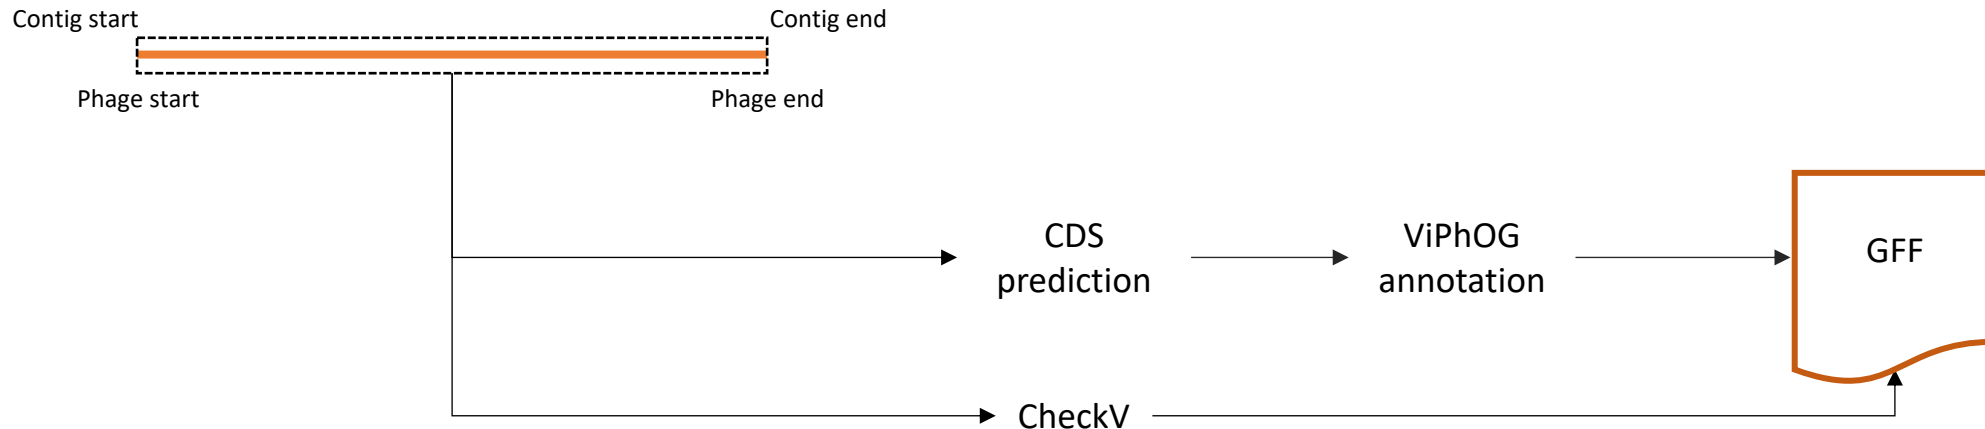 Contig start
Contig end
Phage start
Phage end
CDS
prediction
ViPhOG
annotation
GFF
CheckV